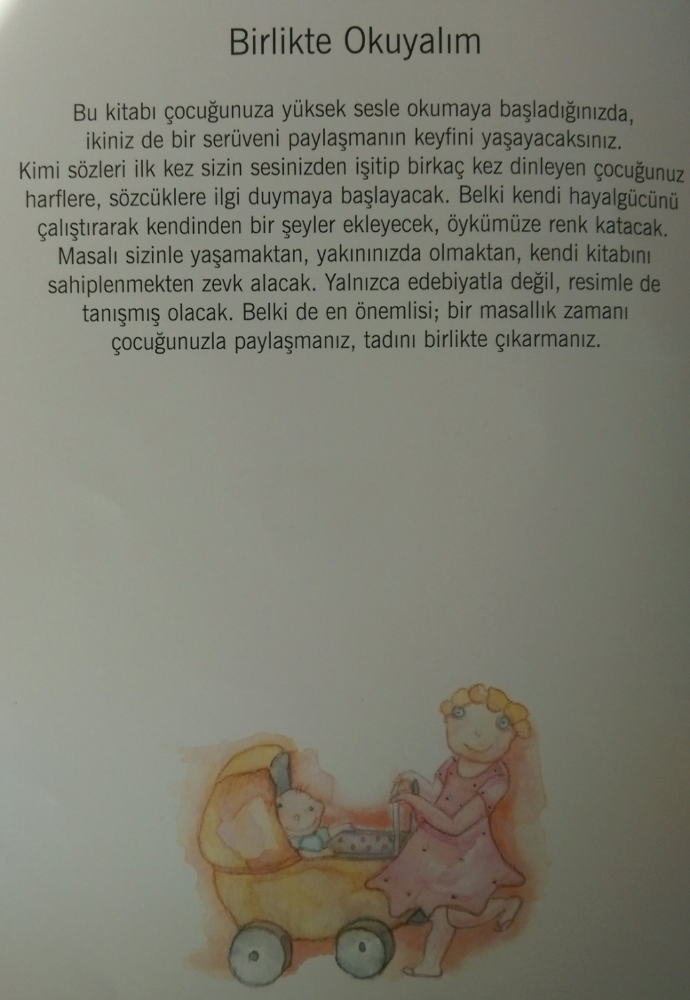 Birlikte Okuyalım
Bu kitabı çocuğunuza yüksek sesle okumaya başladığınızda,
ikiniz de bir serüveni paylaşmanın keyfini yaşayacaksınız.
Kimi sözleri ilk kez sizin sesinizden işitip birkaç kez dinleyen çocuğunuz
harflere, sözcüklere ilgi duymaya başlayacak. Belki kendi hayalgücünü
çalıştırarak kendinden bir şeyler ekleyecek, öykümüze renk katacak.
Masalı sizinle yaşamaktan, yakınınızda olmaktan, kendi kitabını
sahiplenmekten zevk alacak. Yalnızca edebiyatla değil, resimle de
tanışmış olacak. Belki de en önemlisi; bir masallık zamanı
çocuğunuzla paylaşmanız, tadını birlikte çıkarmanız.